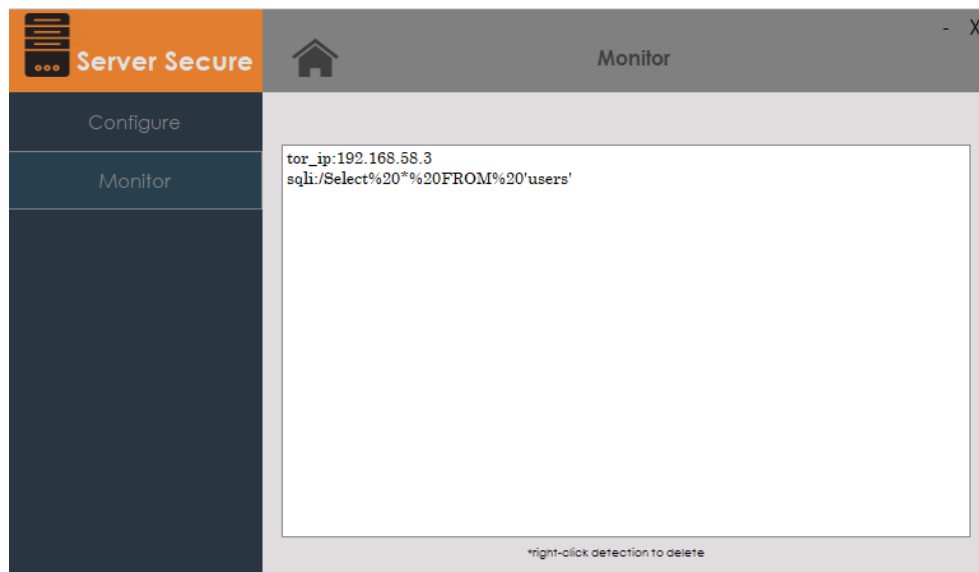 Server Secure
Monitor
- X
Configure
Monitor
tor_ip:192.168.58.3
sqli:/Select%20*%20FROM%20'users'
*right-click detection to delete